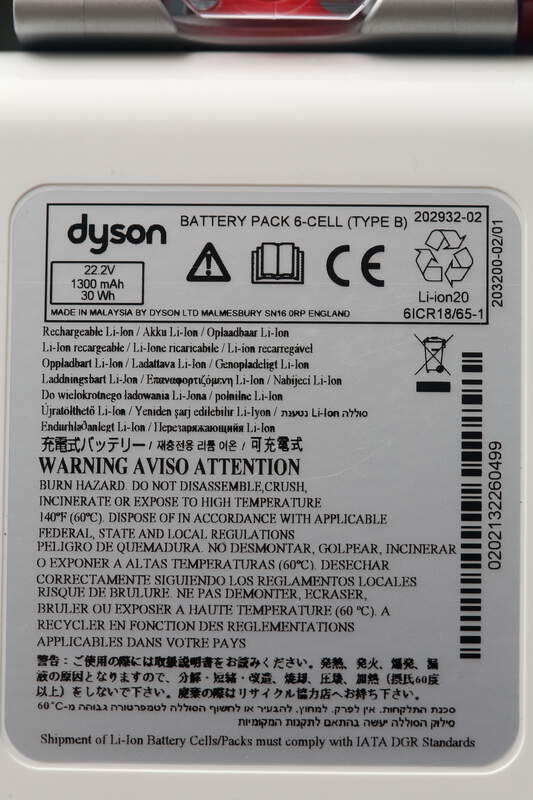 dyson
BATTERY PACK 6-CELL (TYPE B)
202932-02
22.2V
1300 mAh
30 Wh
CE
Li-ion20
6ICR18/65-1
MADE IN MALAYSIA BY DYSON LTD MALMESBURY SN16 0RP ENGLAND
203200-02/01
Rechargeable Li-Ion / Akku Li-Ion / Oplaadbaar Li-Ion
Li-Ion recargeable / Li-Ione ricaricabile / Li-ion recarregável
Oppladbart Li-Ion / Ladattava Li-Ion / Genopladeligt Li-Ion
Laddningsbart Li-Ion / Επαναφορτιζόμενη Li-Ion / Nabíjecí Li-Ion
Do wielokrotnego ładowania Li-Jona / polnilne Li-Ion
Újratölthető Li-Ion / Yeniden şarj edilebilir Li-Iyon / סוללה Li-Ion נטענת
Endurhlaðanlegt Li-Ion / Перезаряжающийя Li-Ion
充電式バッテリー / 재충전용 리튬 이온 / 可充電式
WARNING AVISO ATTENTION
BURN HAZARD. DO NOT DISASSEMBLE,CRUSH,
INCINERATE OR EXPOSE TO HIGH TEMPERATURE
140°F (60°C). DISPOSE OF IN ACCORDANCE WITH APPLICABLE
FEDERAL, STATE AND LOCAL REGULATIONS
PELIGRO DE QUEMADURA. NO DESMONTAR, GOLPEAR, INCINERAR
O EXPONER A ALTAS TEMPERATURAS (60°C). DESECHAR
CORRECTAMENTE SIGUIENDO LOS REGLAMENTOS LOCALES
RISQUE DE BRULURE. NE PAS DEMONTER, ECRASER,
BRULER OU EXPOSER A HAUTE TEMPERATURE (60 °C). A
RECYCLER EN FONCTION DES REGLEMENTATIONS
APPLICABLES DANS VOTRE PAYS
警告：ご使用の際には取扱説明書をお読みください。発熱、発火、爆発、漏
液の原因となりますので、分解・短絡・改造、焼却、圧壊、加熱（摂氏60度
以上）をしないで下さい。廃棄の際はリサイクル協力店へお持ち下さい。
סכנת התלקחות. אין לפרק, למחוץ, להבעיר או לחשוף הסוללה לטמפרטורה גבוהה מ-60°C
סילוק הסוללה יעשה בהתאם לתקנות המקומיות
Shipment of Li-Ion Battery Cells/Packs must comply with IATA DGR Standards
0202132260499